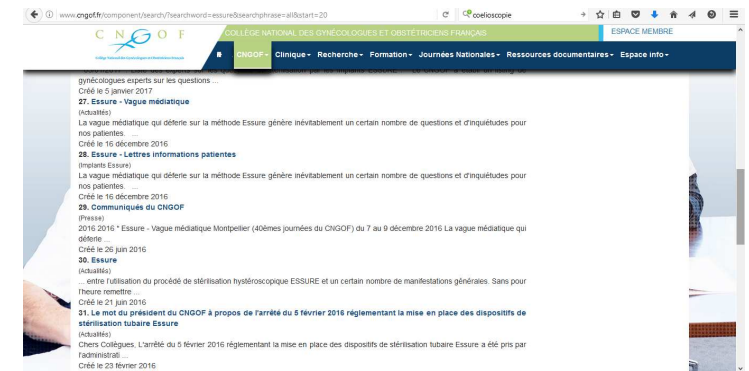 www.cngof.fr/component/search/?searchword=essure&searchphrase=all&start=20
coelioscopie
C N G O F
COLLÈGE NATIONAL DES GYNÉCOLOGUES ET OBSTÉTRICIENS FRANÇAIS
ESPACE MEMBRE
Collège National des Gynécologues et Obstétriciens Français
CNGOF Clinique Recherche Formation Journées Nationales Ressources documentaires Espace info
gynécologues experts sur les questions ...
Créé le 5 janvier 2017
27. Essure - Vague médiatique
(Actualités)
La vague médiatique qui déferle sur la méthode Essure génère inévitablement un certain nombre de questions et d'inquiétudes pour
nos patientes. ...
Créé le 16 décembre 2016
28. Essure - Lettres informations patientes
(Implants Essure)
La vague médiatique qui déferle sur la méthode Essure génère inévitablement un certain nombre de questions et d'inquiétudes pour
nos patientes. ...
Créé le 16 décembre 2016
29. Communiqués du CNGOF
(Presse)
2016 2016 * Essure - Vague médiatique Montpellier (40èmes journées du CNGOF) du 7 au 9 décembre 2016 La vague médiatique qui
déferle ...
Créé le 26 juin 2016
30. Essure
(Actualités)
... entre l'utilisation du procédé de stérilisation hystéroscopique ESSURE et un certain nombre de manifestations générales. Sans pour
l'heure remettre ...
Créé le 21 juin 2016
31. Le mot du président du CNGOF à propos de l'arrêté du 5 février 2016 réglementant la mise en place des dispositifs de
stérilisation tubaire Essure
(Actualités)
Chers Collègues, L'arrêté du 5 février 2016 réglementant la mise en place des dispositifs de stérilisation tubaire Essure a été pris par
l'administrati ...
Créé le 23 février 2016